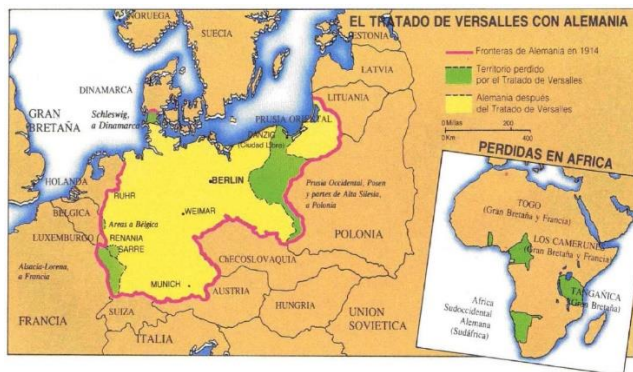 EL TRATADO DE VERSALLES CON ALEMANIA
Fronteras de Alemania en 1914
Territorio perdido
por el Tratado de Versalles
Alemania después
del Tratado de Versalles
0 Millas 200
0 Km. 400
NORUEGA
SUECIA
ESTONIA
LATVIA
LITUANIA
DINAMARCA
GRAN
BRETAÑA
Schleswig,
a Dinamarca
PRUSIA ORIENTAL
DANZIG
(Ciudad Libre)
HOLANDA
RUHR
BERLIN
Prusia Occidental, Posen
y partes de Alta Silesia,
a Polonia
BELGICA
Arras a Bélgica
WEIMAR
LUXEMBURGO
RENANIA
SARRE
POLONIA
Alsacia-Lorena,
a Francia
CHECOSLOVAQUIA
MUNICH
AUSTRIA
FRANCIA
SUIZA
HUNGRIA
UNION
SOVIETICA
ITALIA
PERDIDAS EN AFRICA
TOGO
(Gran Bretaña y Francia)
LOS CAMERUNES
(Gran Bretaña y Francia)
TANGAÑICA
(Gran Bretaña)
Africa
Sudoccidental
Alemana
(Sudáfrica)